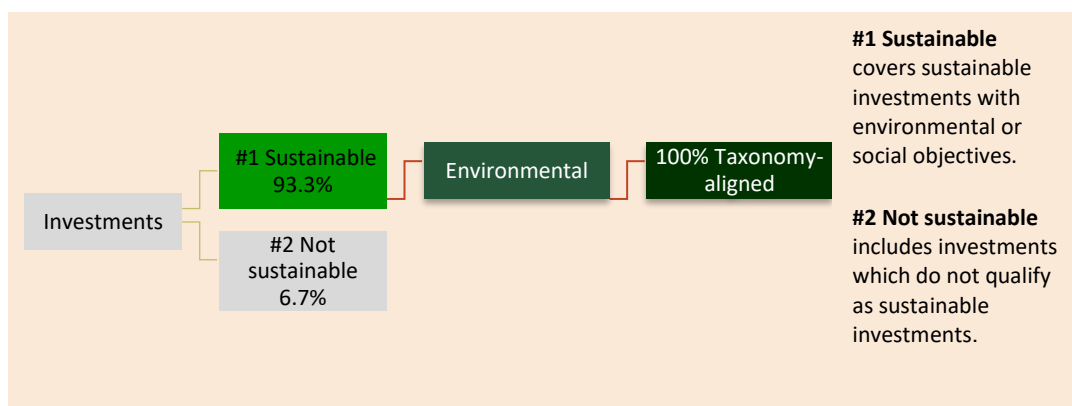 Investments
#1 Sustainable
93.3%
#2 Not
sustainable
6.7%
Environmental
100% Taxonomy-
aligned
#1 Sustainable
covers sustainable
investments with
environmental or
social objectives.
#2 Not sustainable
includes investments
which do not qualify
as sustainable
investments.